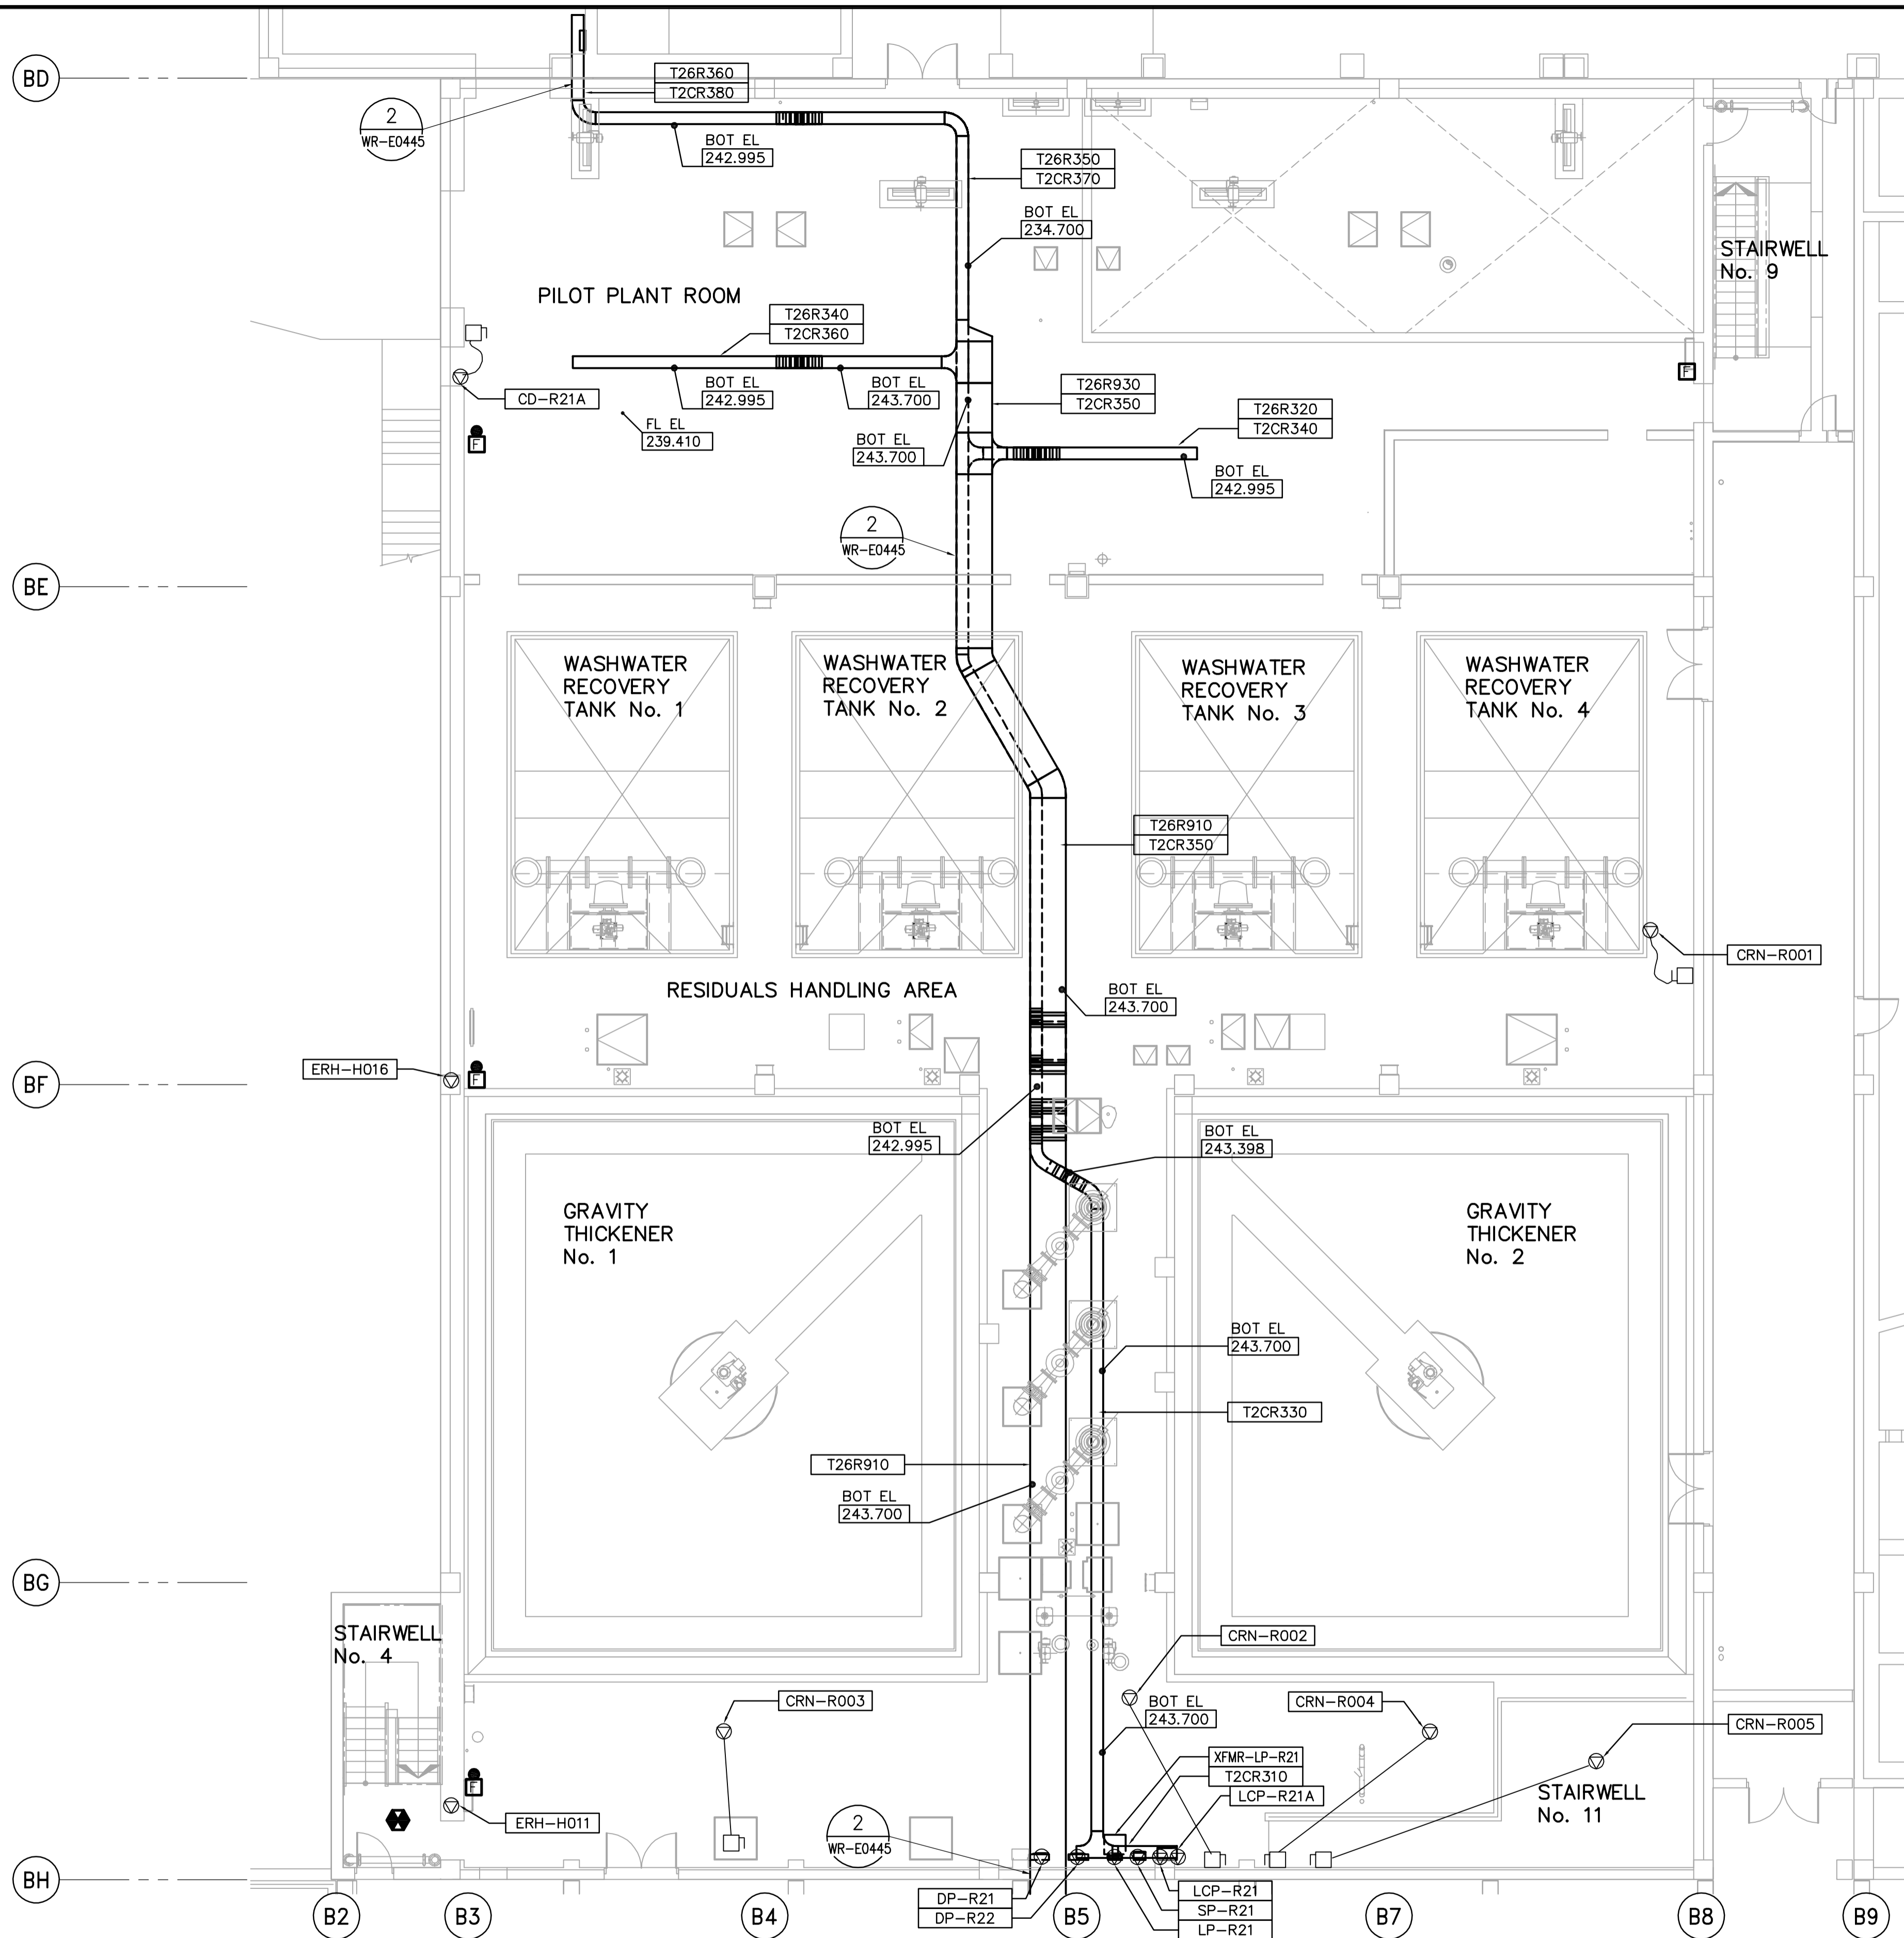 BD
T26R360
T2CR380
2
WR-E0445
BOT EL
242.995
T26R350
T2CR370
BOT EL
234.700
STAIRWELL
No. 9
PILOT PLANT ROOM
T26R340
T2CR360
F
BOT EL
242.995
BOT EL
243.700
CD-R21A
T26R930
T2CR350
T26R320
T2CR340
FL EL
239.410
F
BOT EL
243.700
BOT EL
242.995
2
WR-E0445
BE
WASHWATER
RECOVERY
TANK No. 1
WASHWATER
RECOVERY
TANK No. 2
WASHWATER
RECOVERY
TANK No. 3
WASHWATER
RECOVERY
TANK No. 4
T26R910
T2CR350
CRN-R001
RESIDUALS HANDLING AREA
BOT EL
243.700
ERH-H016
F
BF
BOT EL
242.995
BOT EL
243.398
GRAVITY
THICKENER
No. 1
GRAVITY
THICKENER
No. 2
BOT EL
243.700
T2CR330
T26R910
BOT EL
243.700
BG
STAIRWELL
No. 4
CRN-R002
CRN-R003
BOT EL
243.700
CRN-R004
CRN-R005
XFMR-LP-R21
T2CR310
LCP-R21A
F
STAIRWELL
No. 11
ERH-H011
2
WR-E0445
BH
DP-R21
DP-R22
LCP-R21
SP-R21
LP-R21
B2
B3
B4
B5
B7
B8
B9